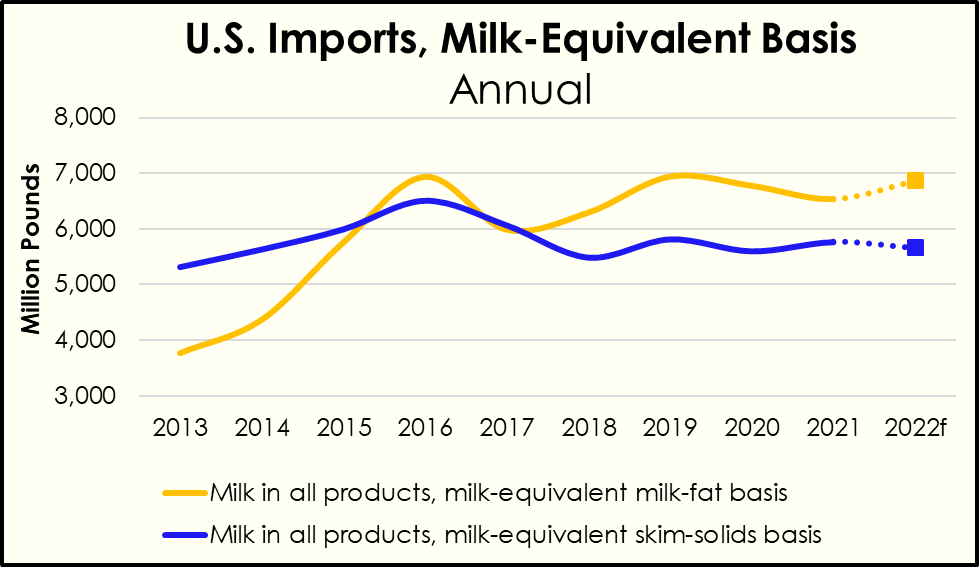 U.S. Imports, Milk-Equivalent Basis
Annual
Million Pounds
8,000
7,000
6,000
5,000
4,000
3,000
2013 2014 2015 2016 2017 2018 2019 2020 2021 2022f
Milk in all products, milk-equivalent milk-fat basis
Milk in all products, milk-equivalent skim-solids basis